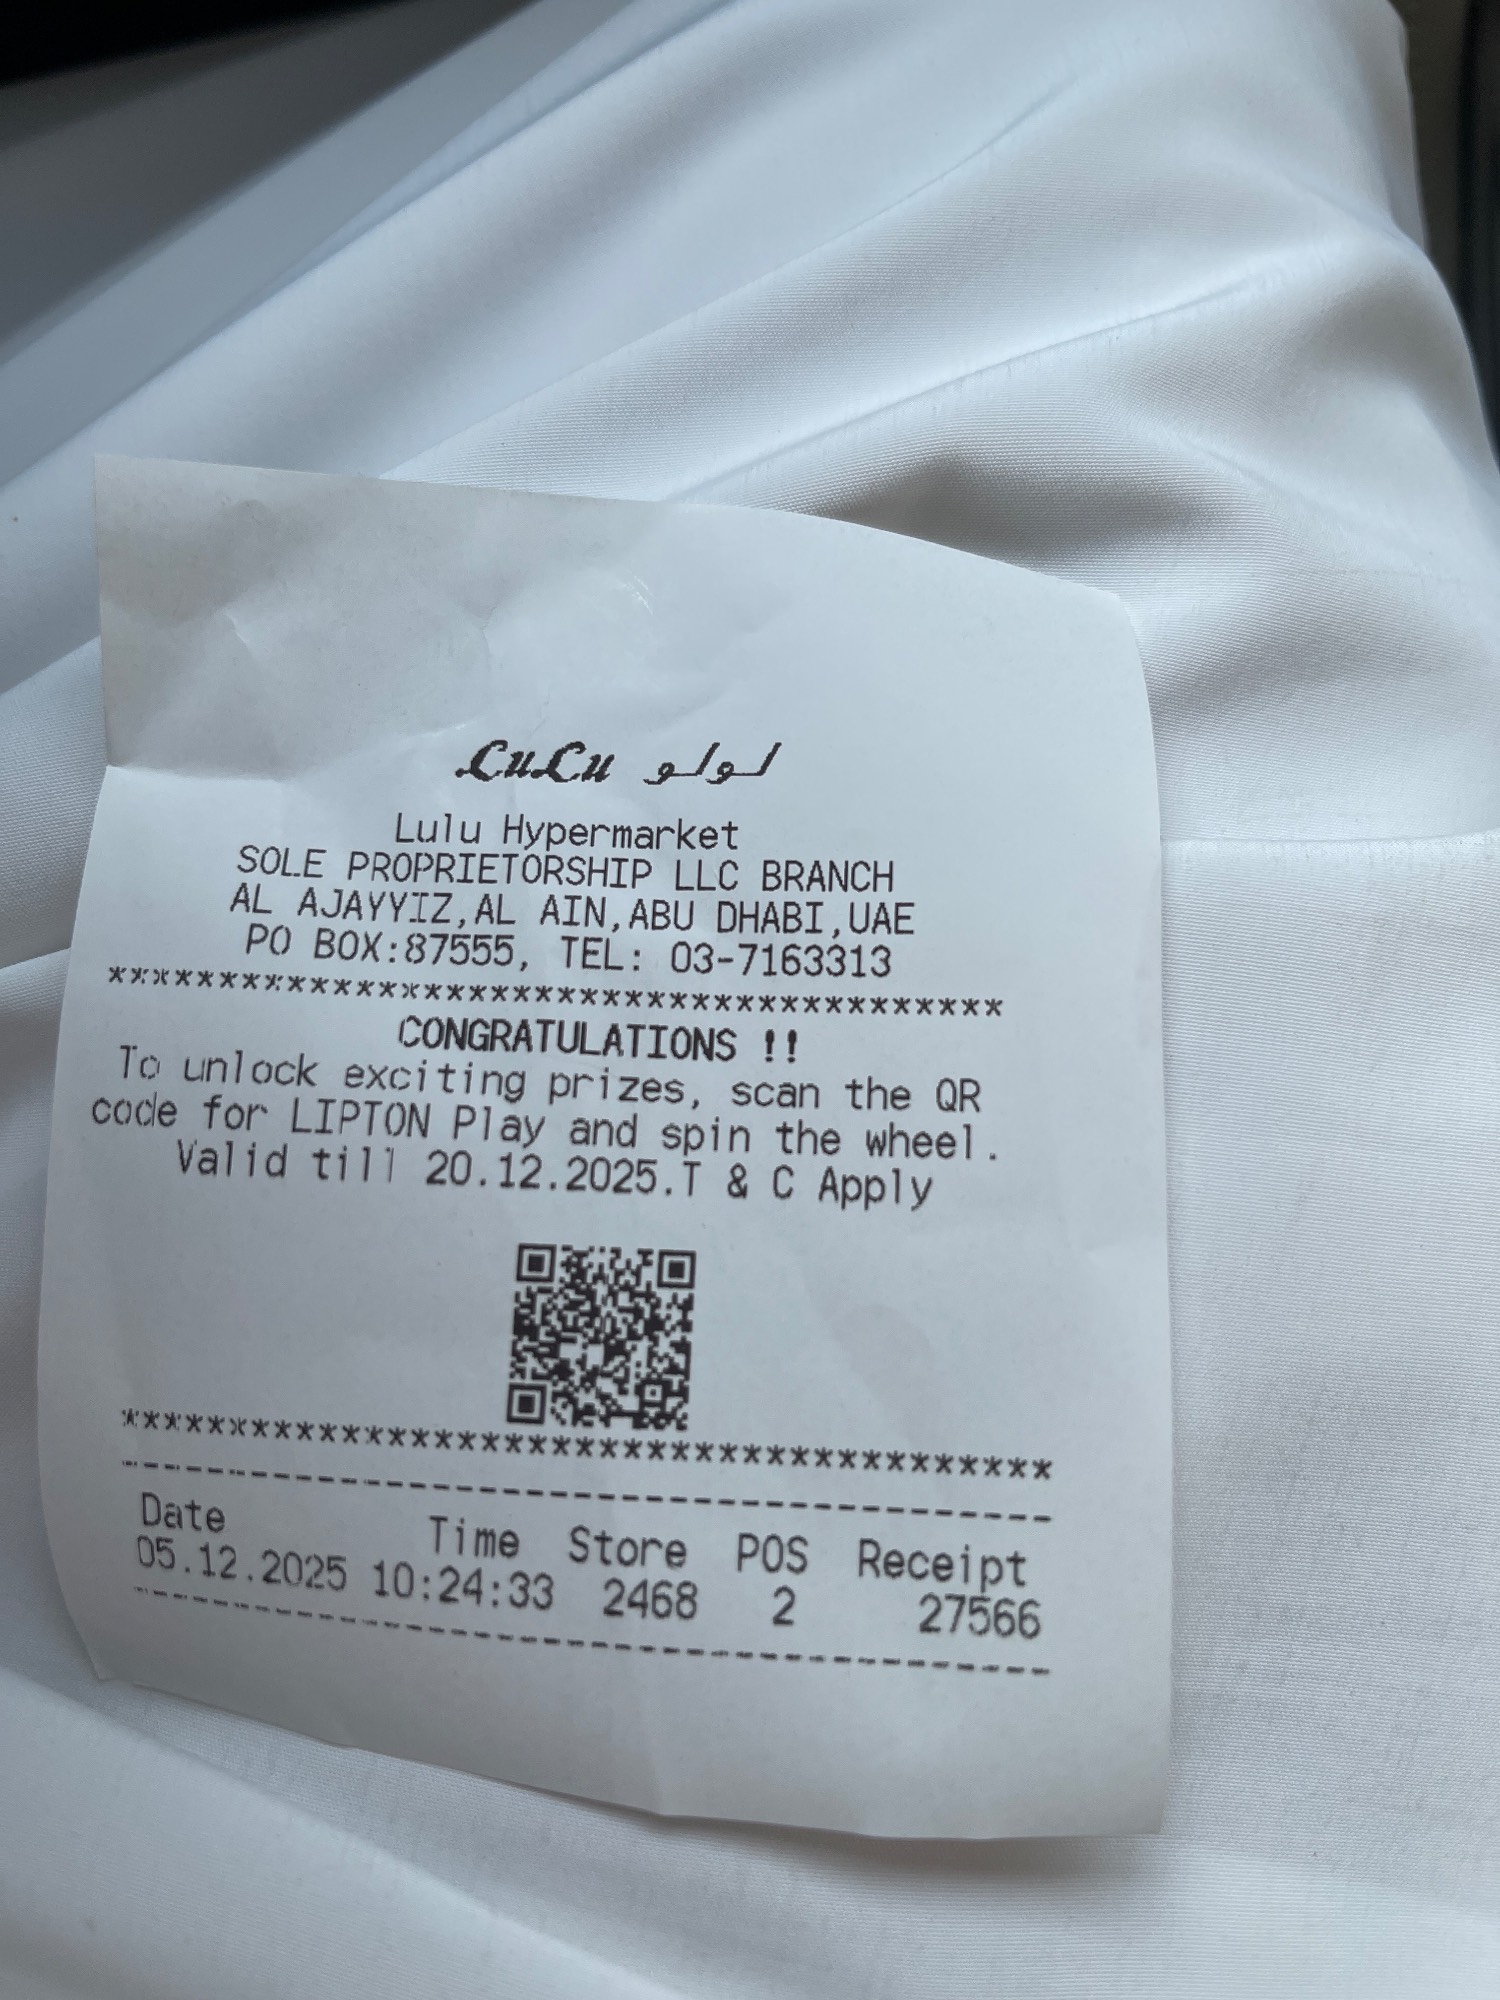 LuLu لولو
Lulu Hypermarket
SOLE PROPRIETORSHIP LLC BRANCH
AL AJAYYIZ,AL AIN,ABU DHABI,UAE
PO BOX:87555, TEL: 03-7163313
*****************************************
CONGRATULATIONS !!
To unlock exciting prizes, scan the QR
code for LIPTON Play and spin the wheel.
Valid till 20.12.2025.T & C Apply
*****************************************
-----------------------------------------
Date Time Store POS Receipt
05.12.2025 10:24:33 2468 2 27566
-----------------------------------------